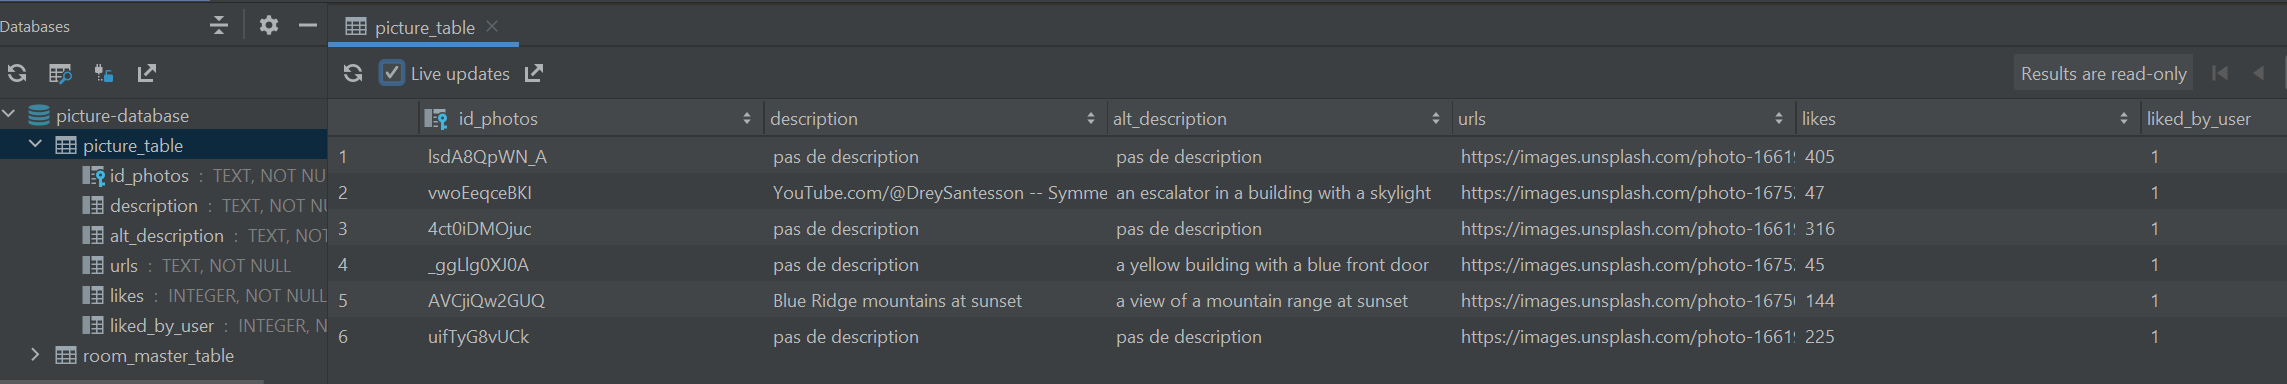 Databases
picture_table
Live updates
Results are read-only
picture-database
picture_table
id_photos : TEXT, NOT NU
description : TEXT, NOT NU
alt_description : TEXT, NOT
urls : TEXT, NOT NULL
likes : INTEGER, NOT NULL
liked_by_user : INTEGER, N
room_master_table
id_photos description alt_description urls likes liked_by_user
1 lsdA8QpWN_A pas de description pas de description https://images.unsplash.com/photo-16619 405 1
2 vwoEeqceBKI YouTube.com/@DreySantesson -- Symme an escalator in a building with a skylight https://images.unsplash.com/photo-1675 47 1
3 4ct0iDMOjuc pas de description pas de description https://images.unsplash.com/photo-16619 316 1
4 _ggLlg0XJ0A pas de description a yellow building with a blue front door https://images.unsplash.com/photo-1675 45 1
5 AVCjiQw2GUQ Blue Ridge mountains at sunset a view of a mountain range at sunset https://images.unsplash.com/photo-1675 144 1
6 uifTyG8vUCk pas de description pas de description https://images.unsplash.com/photo-16619 225 1